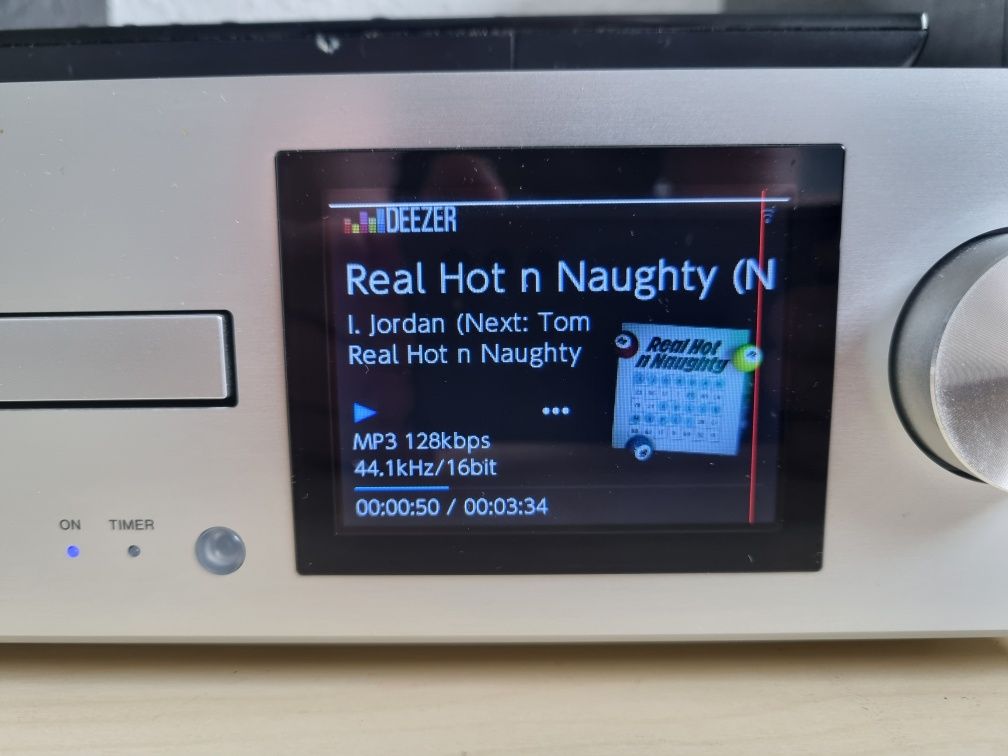 DEEZER
Real Hot n Naughty (N
I. Jordan (Next: Tom
Real Hot n Naughty
Real Hot
n Naughty
•••
MP3 128kbps
44.1kHz/16bit
00:00:50 / 00:03:34
ON TIMER